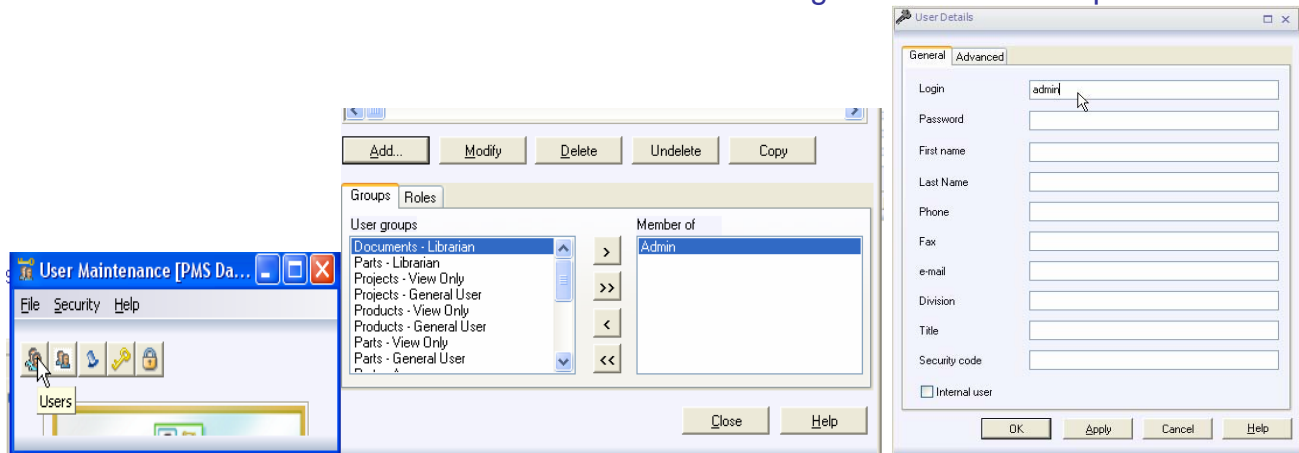 User Maintenance [PMS Da...
File Security Help
Users
Add... Modify Delete Undelete Copy
Groups Roles
User groups Member of
Documents - Librarian
Parts - Librarian
Projects - View Only
Projects - General User
Products - View Only
Products - General User
Parts - View Only
Parts - General User
Admin
>
>>
<
<<
Close Help
User Details
General Advanced
Login admin
Password
First name
Last Name
Phone
Fax
e-mail
Division
Title
Security code
Internal user
OK Apply Cancel Help